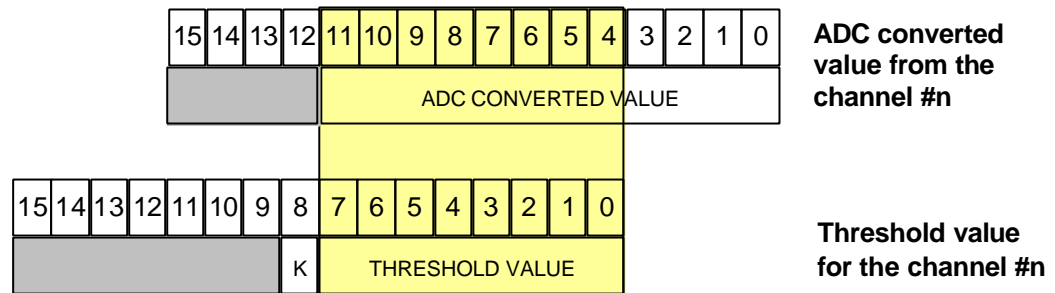 15 14 13 12 11 10 9 8 7 6 5 4 3 2 1 0
ADC CONVERTED VALUE
ADC converted
value from the
channel #n
15 14 13 12 11 10 9 8 7 6 5 4 3 2 1 0
K THRESHOLD VALUE
Threshold value
for the channel #n